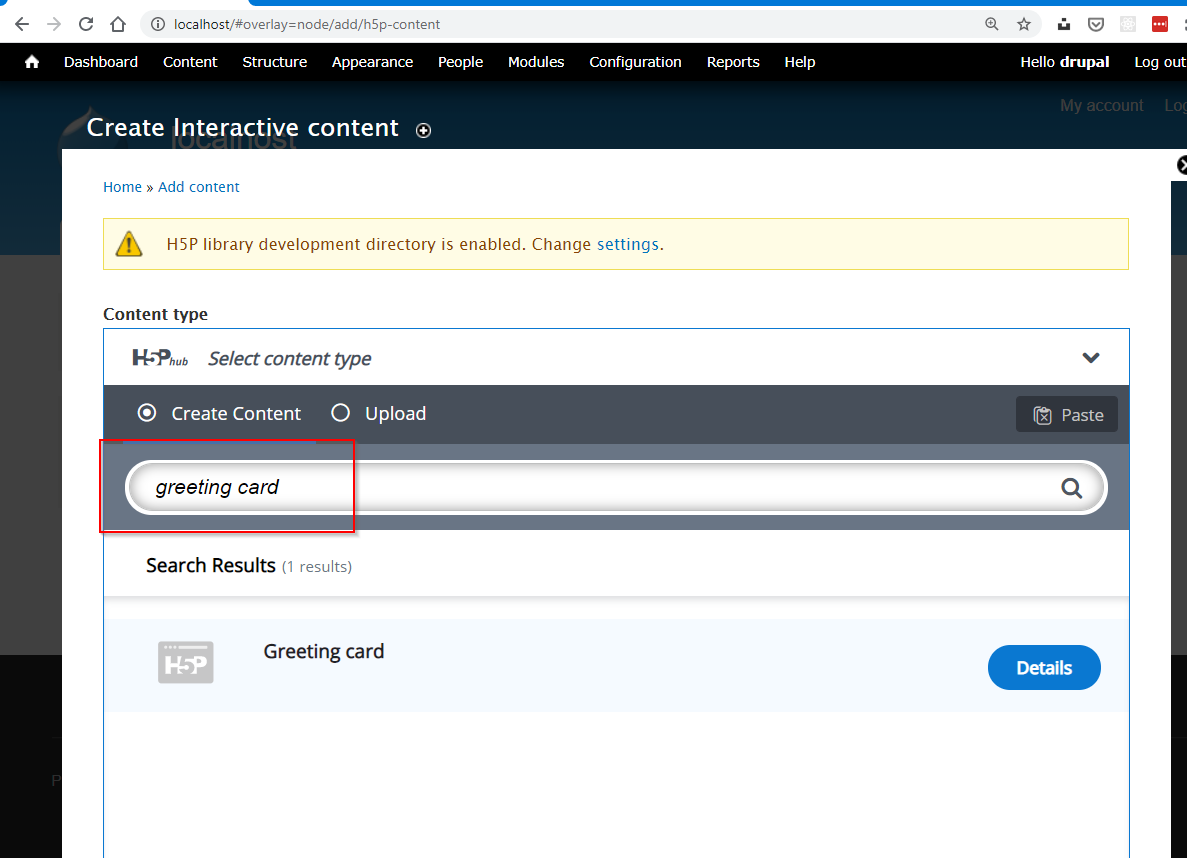 localhost/#overlay=node/add/h5p-content
Dashboard Content Structure Appearance People Modules Configuration Reports Help Hello drupal Log out
My account Log
Create Interactive content
localhost
Home » Add content
H5P library development directory is enabled. Change settings.
Content type
H5Phub Select content type
Create Content Upload Paste
greeting card
Search Results (1 results)
H5P Greeting card
Details
P